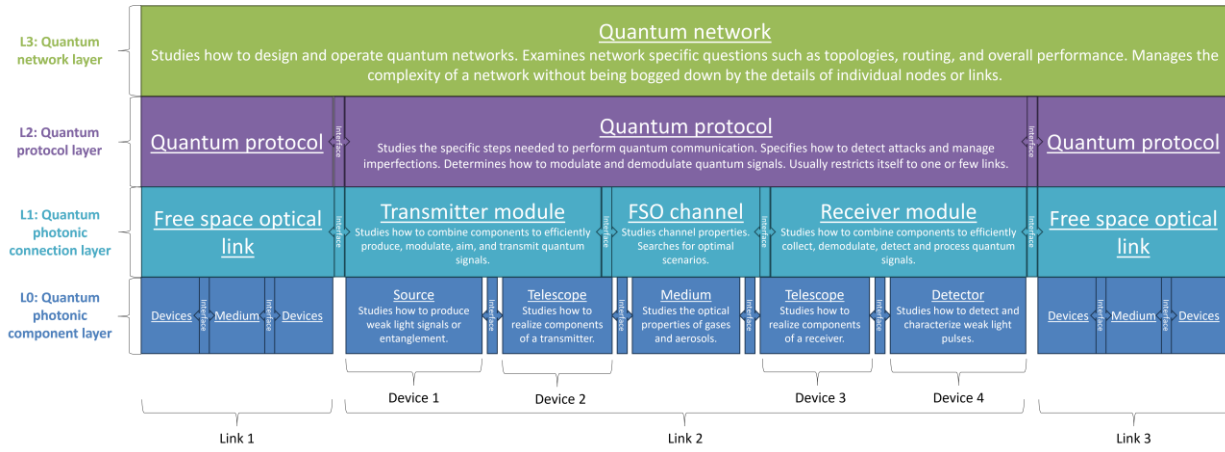 L3: Quantum
network layer
Quantum network
Studies how to design and operate quantum networks. Examines network specific questions such as topologies, routing, and overall performance. Manages the
complexity of a network without being bogged down by the details of individual nodes or links.
L2: Quantum
protocol layer
Quantum protocol
Interface
Quantum protocol
Studies the specific steps needed to perform quantum communication. Specifies how to detect attacks and manage
imperfections. Determines how to modulate and demodulate quantum signals. Usually restricts itself to one or few links.
Interface
Quantum protocol
L1: Quantum
photonic
connection layer
Free space optical
link
Interface
Transmitter module
Studies how to combine components to efficiently
produce, modulate, aim, and transmit quantum
signals.
Interface
FSO channel
Studies channel properties.
Searches for optimal
scenarios.
Interface
Receiver module
Studies how to combine components to efficiently
collect, demodulate, detect and process quantum
signals.
Interface
Free space optical
link
L0: Quantum
photonic
component layer
Devices
Interface
Medium
Interface
Devices
Source
Studies how to produce
weak light signals or
entanglement.
Interface
Telescope
Studies how to
realize components
of a transmitter.
Interface
Medium
Studies the optical
properties of gases
and aerosols.
Interface
Telescope
Studies how to
realize components
of a receiver.
Interface
Detector
Studies how to detect and
characterize weak light
pulses.
Devices
Interface
Medium
Interface
Devices
Device 1
Device 2
Device 3
Device 4
Link 1
Link 2
Link 3